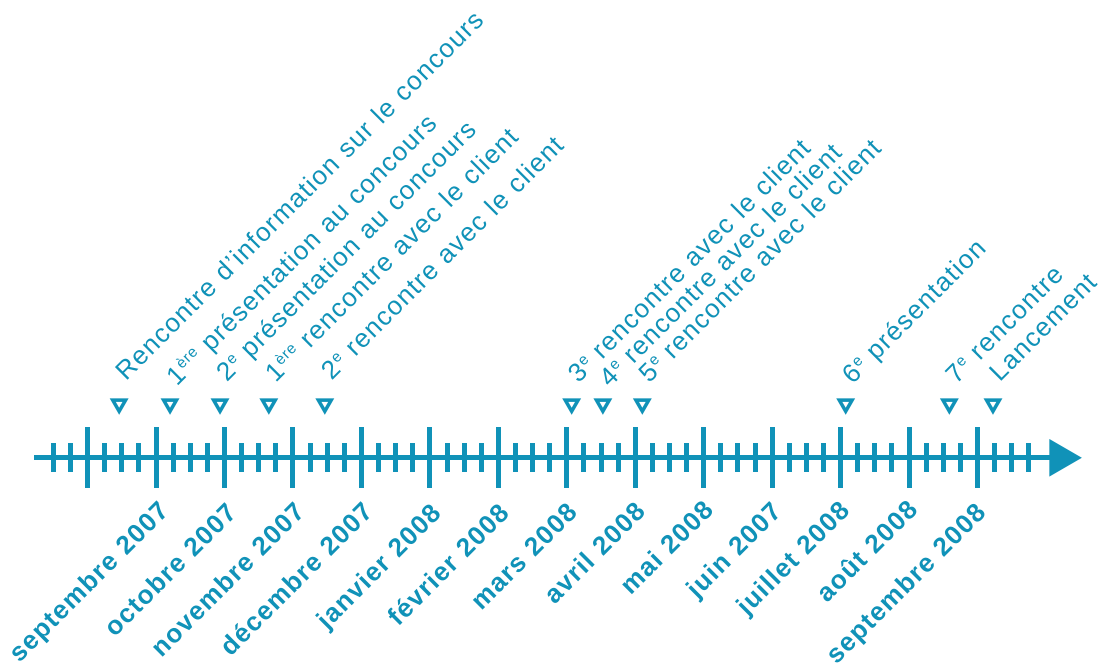 Rencontre d’information sur le concours
1ère présentation au concours
2e présentation au concours
1ère rencontre avec le client
2e rencontre avec le client
3e rencontre avec le client
4e rencontre avec le client
5e rencontre avec le client
6e présentation
7e rencontre
Lancement
septembre 2007
octobre 2007
novembre 2007
décembre 2007
janvier 2008
février 2008
mars 2008
avril 2008
mai 2008
juin 2007
juillet 2008
août 2008
septembre 2008